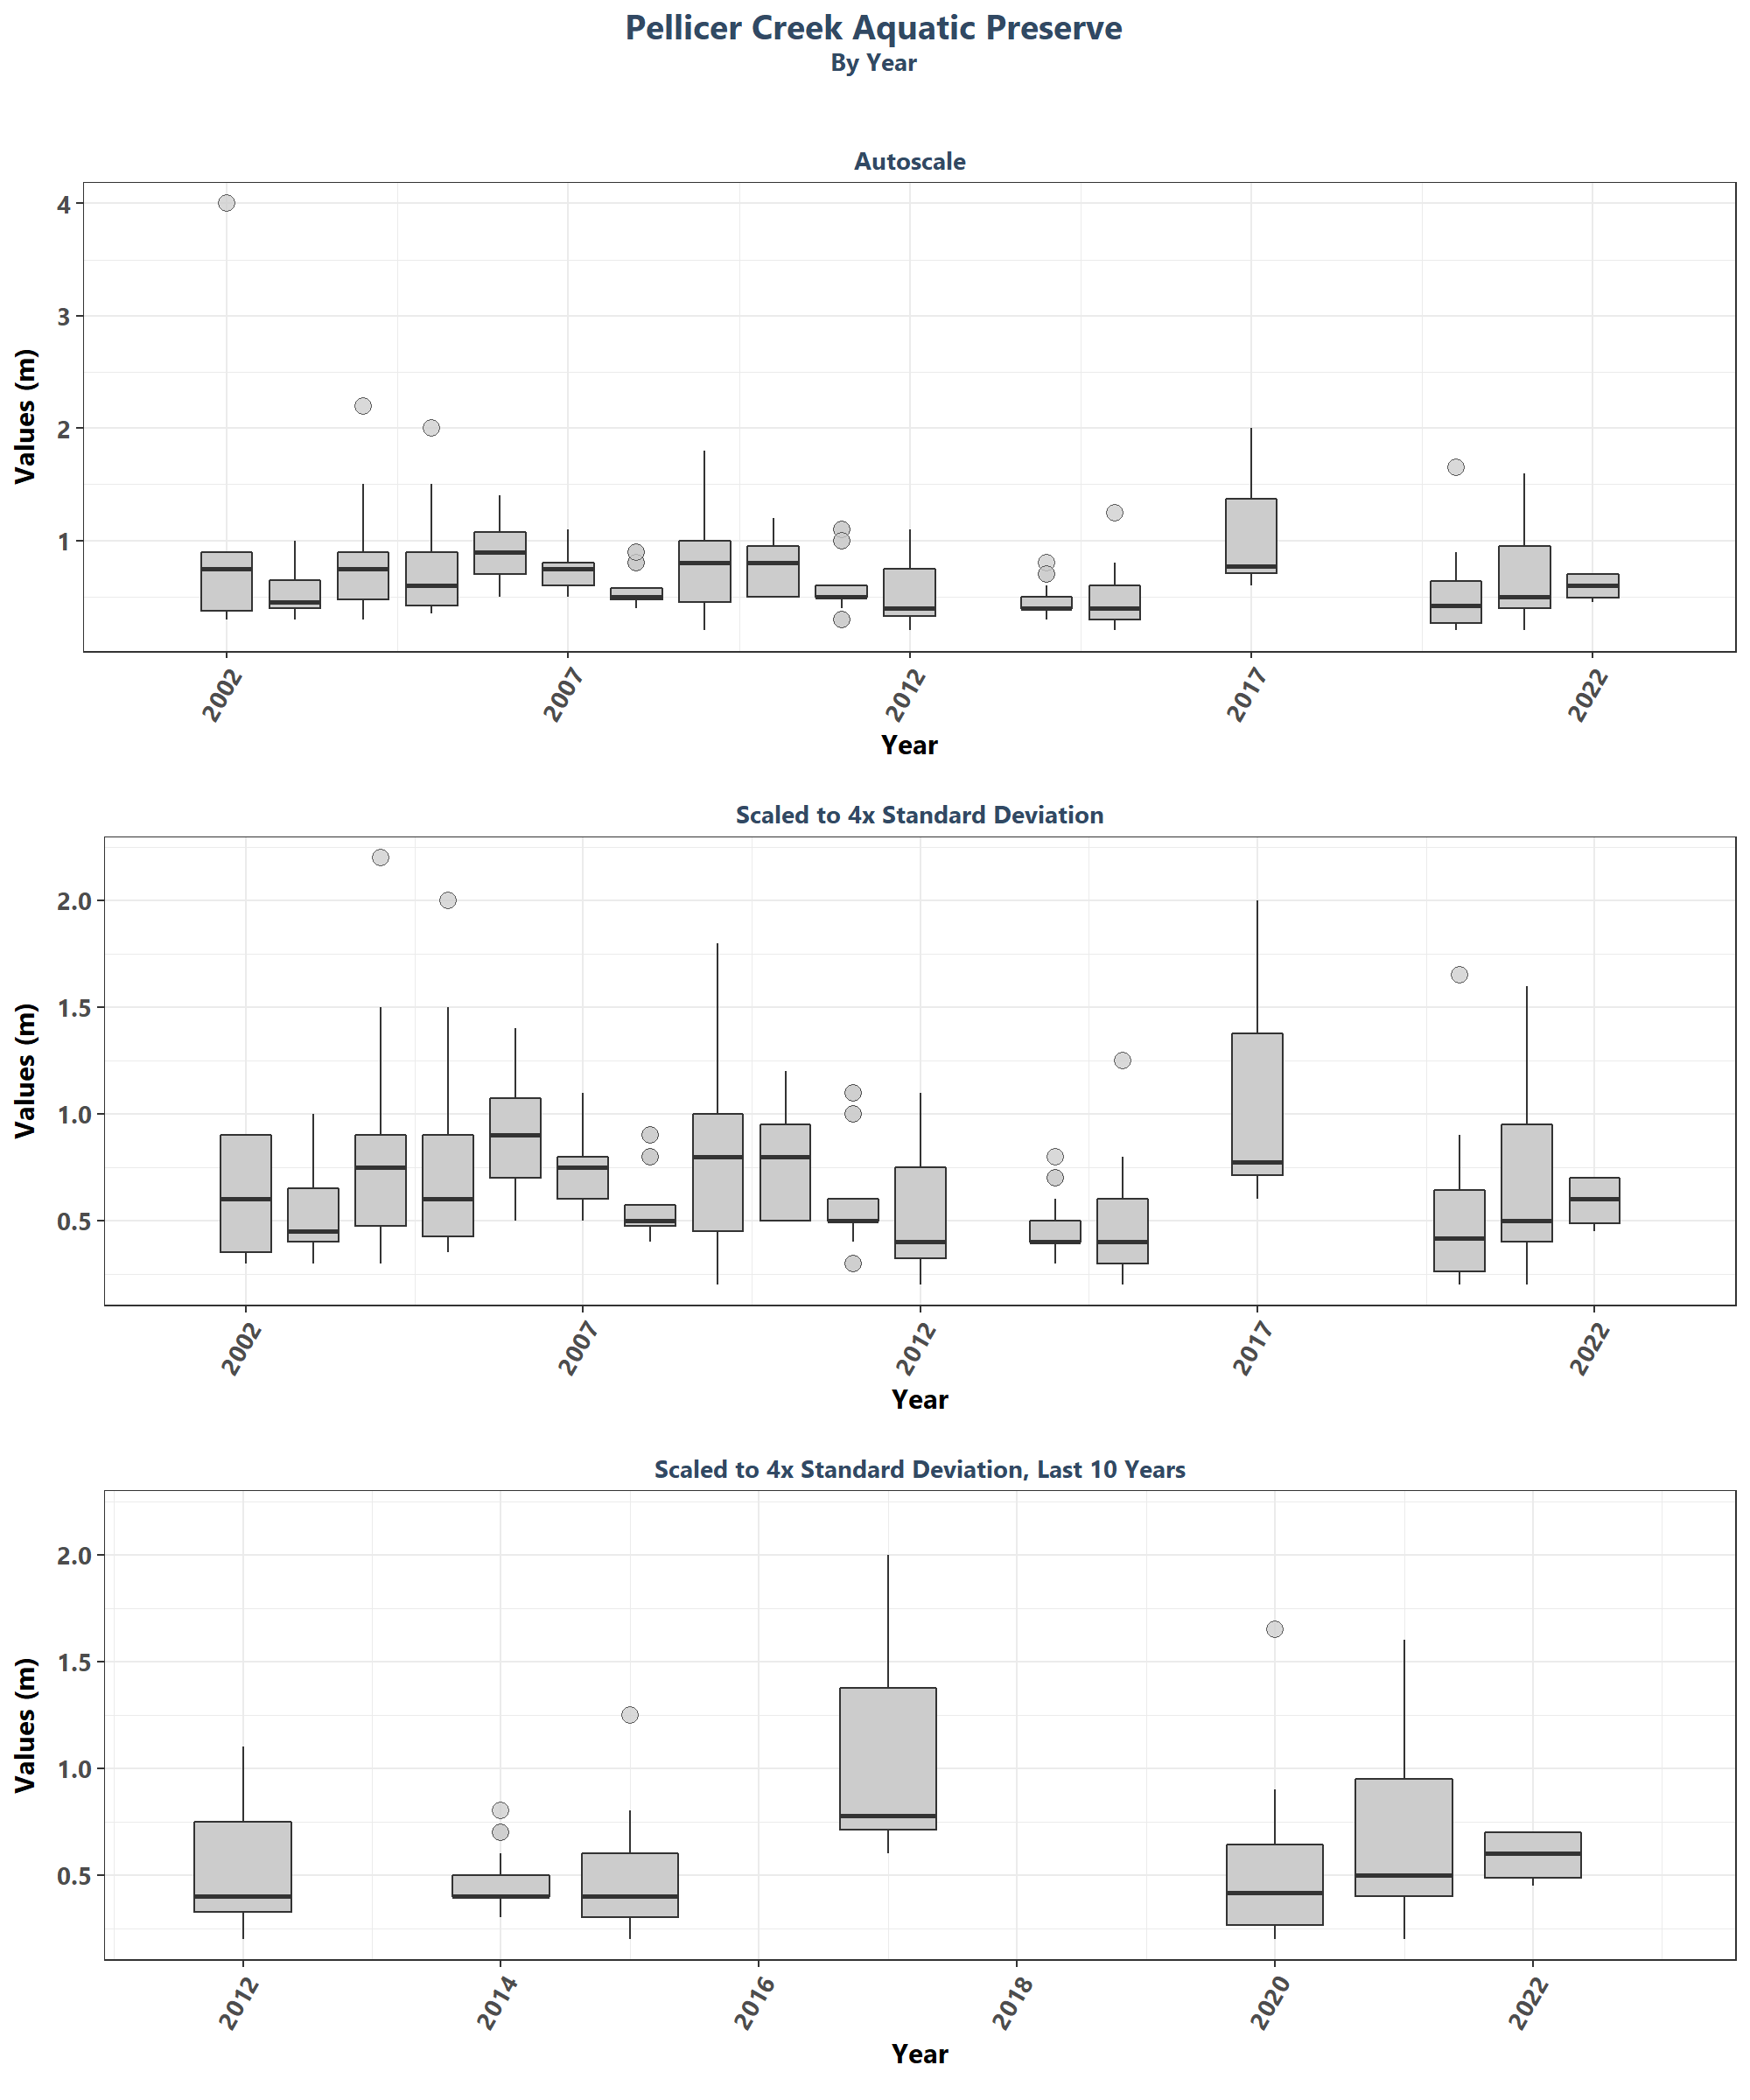 Pellicer Creek Aquatic Preserve
By Year
Autoscale
Values (m)
4
3
2
1
2002
2007
2012
2017
2022
Year
Scaled to 4x Standard Deviation
Values (m)
2.0
1.5
1.0
0.5
2002
2007
2012
2017
2022
Year
Scaled to 4x Standard Deviation, Last 10 Years
Values (m)
2.0
1.5
1.0
0.5
2012
2014
2016
2018
2020
2022
Year